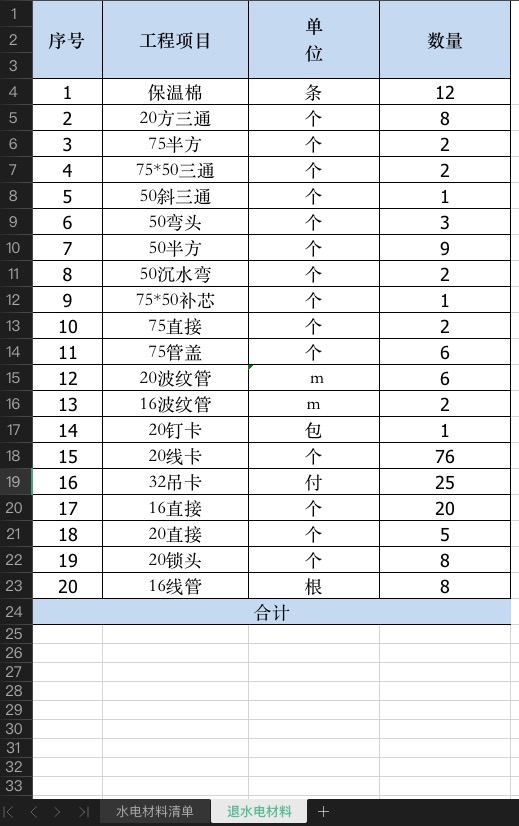 1
2
3
序号 工程项目 单位 数量
4 1 保温棉 条 12
5 2 20方三通 个 8
6 3 75半方 个 2
7 4 75*50三通 个 2
8 5 50斜三通 个 1
9 6 50弯头 个 3
10 7 50半方 个 9
11 8 50沉水弯 个 2
12 9 75*50补芯 个 1
13 10 75直接 个 2
14 11 75管盖 个 6
15 12 20波纹管 m 6
16 13 16波纹管 m 2
17 14 20钉卡 包 1
18 15 20线卡 个 76
19 16 32吊卡 付 25
20 17 16直接 个 20
21 18 20直接 个 5
22 19 20锁头 个 8
23 20 16线管 根 8
24 合计
25
26
27
28
29
30
31
32
33
水电材料清单 退水电材料